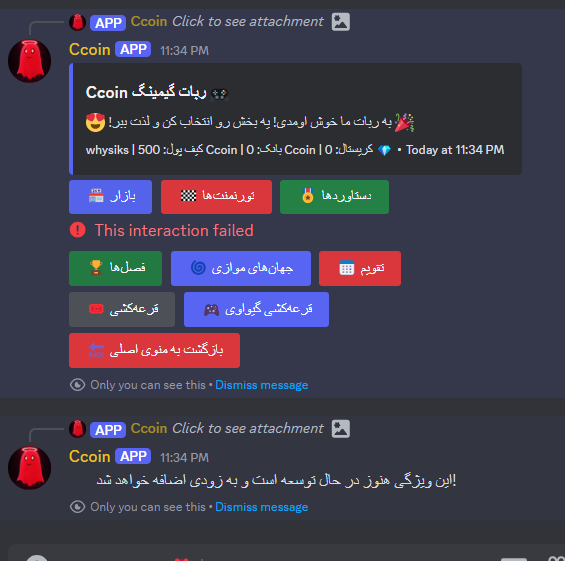 APP Ccoin Click to see attachment
Ccoin APP 11:34 PM
ربات گیمینگ Ccoin
به ربات ما خوش اومدی! یه بخش رو انتخاب کن و لذت ببر!
whysiks | 500 :کیف پول Ccoin | 0 :بانک Ccoin | 0 :کریستال 💎 • Today at 11:34 PM
بازار
تورنمنت‌ها
دستاوردها
This interaction failed
فصل‌ها
جهان‌های موازی
تقویم
قرعه‌کشی
قرعه‌کشی گیواوی
بازگشت به منوی اصلی
Only you can see this • Dismiss message
APP Ccoin Click to see attachment
Ccoin APP 11:34 PM
این ویژگی هنوز در حال توسعه است و به زودی اضافه خواهد شد!
Only you can see this • Dismiss message